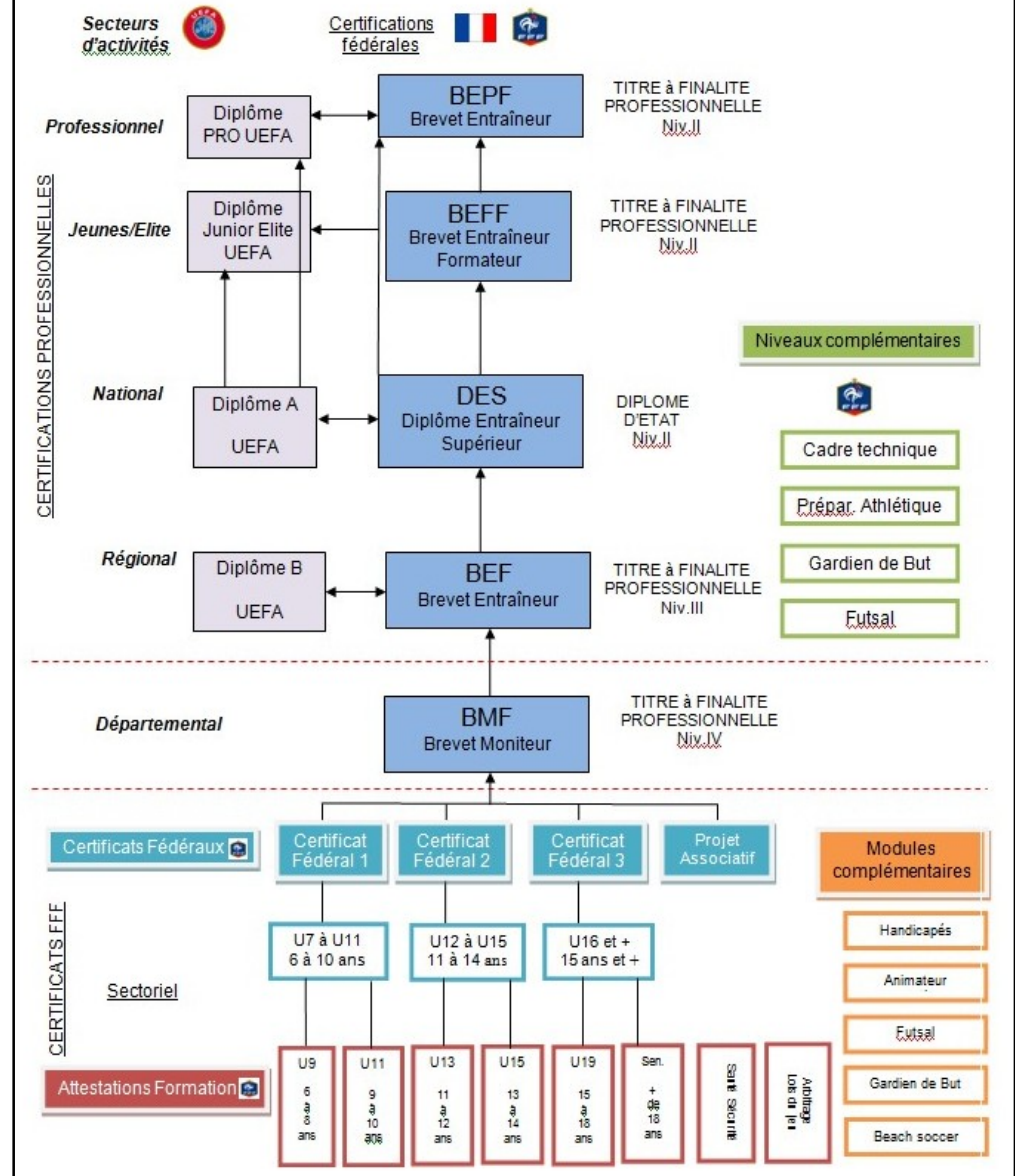 Secteurs
d'activités
Certifications
fédérales
Professionnel
Diplôme
PRO UEFA
BEPF
Brevet Entraîneur
TITRE à FINALITE
PROFESSIONNELLE
Niv.II
CERTIFICATIONS PROFESSIONNELLES
Jeunes/Elite
Diplôme
Junior Elite
UEFA
BEFF
Brevet Entraîneur
Formateur
TITRE à FINALITE
PROFESSIONNELLE
Niv.II
National
Diplôme A
UEFA
DES
Diplôme Entraîneur
Supérieur
DIPLOME
D'ETAT
Niv.II
Niveaux complémentaires
Cadre technique
Prépar. Athlétique
Gardien de But
Futsal
Régional
Diplôme B
UEFA
BEF
Brevet Entraîneur
TITRE à FINALITE
PROFESSIONNELLE
Niv.III
Départemental
BMF
Brevet Moniteur
TITRE à FINALITE
PROFESSIONNELLE
Niv.IV
Certificats Fédéraux
Certificat
Fédéral 1
Certificat
Fédéral 2
Certificat
Fédéral 3
Projet
Associatif
CERTIFICATS FFF
Sectoriel
U7 à U11
6 à 10 ans
U12 à U15
11 à 14 ans
U16 et +
15 ans et +
Attestations Formation
U9
6
à
8
ans
U11
9
à
10
ans
U13
11
à
12
ans
U15
13
à
14
ans
U19
15
à
18
ans
Sen.
+
de
18
ans
Santé Sécurité
Arbitrage
Lois du jeu
Modules
complémentaires
Handicapés
Animateur
Futsal
Gardien de But
Beach soccer